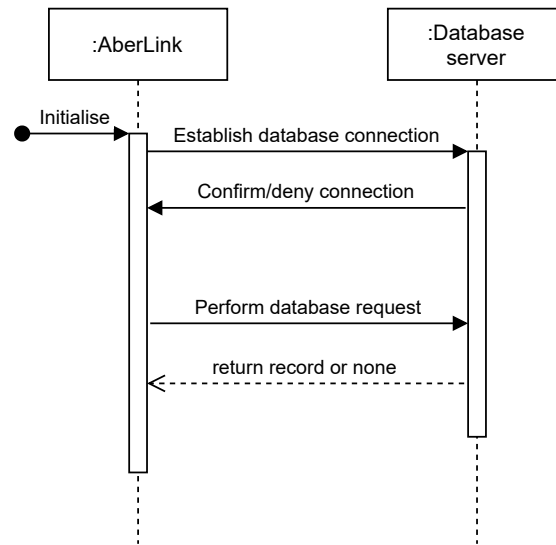 :AberLink
:Database
server
Initialise
Establish database connection
Confirm/deny connection
Perform database request
return record or none